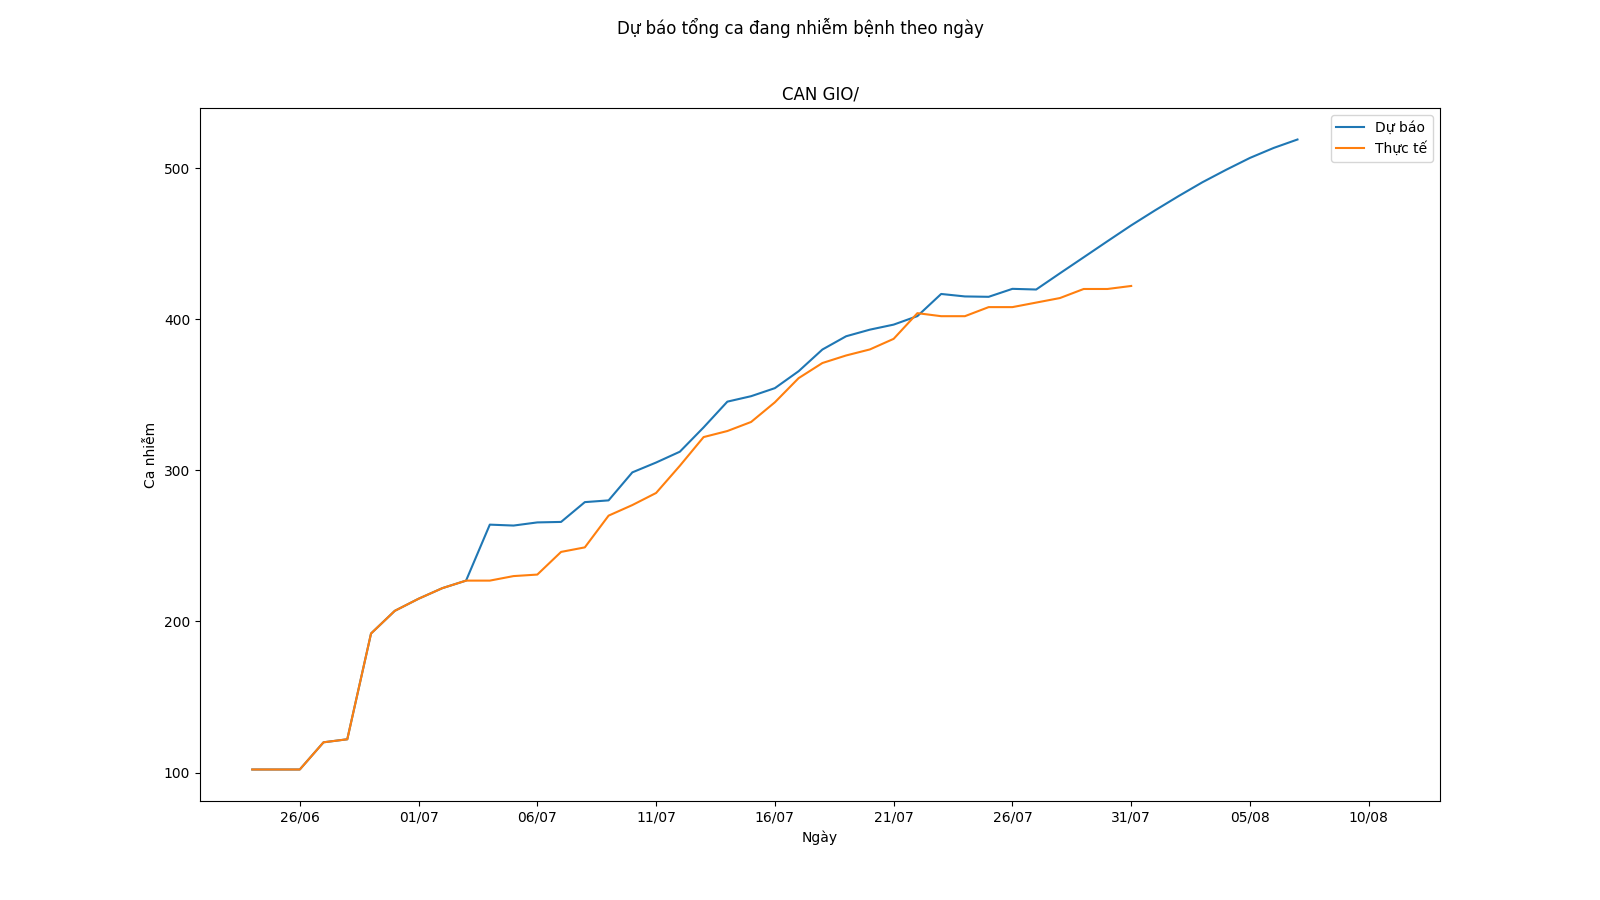 Dự báo tổng ca đang nhiễm bệnh theo ngày
CAN GIO/
Dự báo
Thực tế
500
400
300
200
100
Ca nhiễm
26/06 01/07 06/07 11/07 16/07 21/07 26/07 31/07 05/08 10/08
Ngày